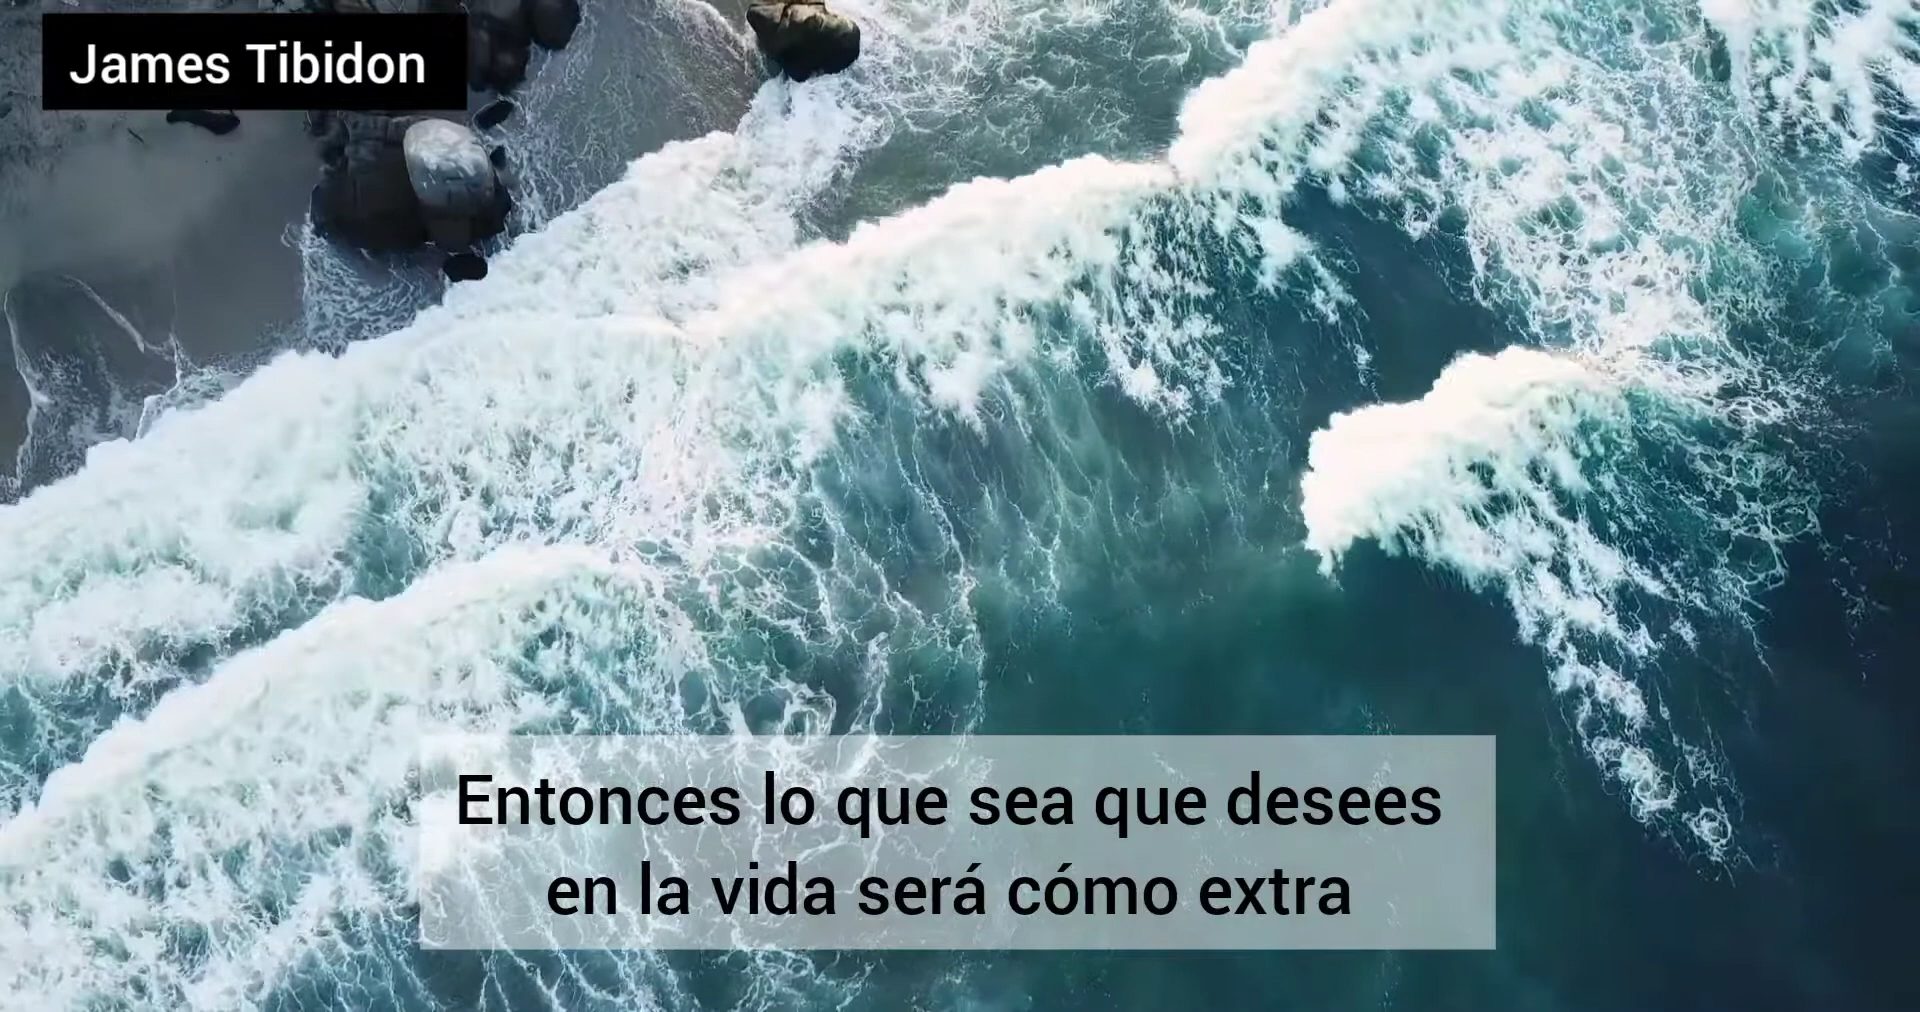 James Tibidon
Entonces lo que sea que desees
en la vida será cómo extra